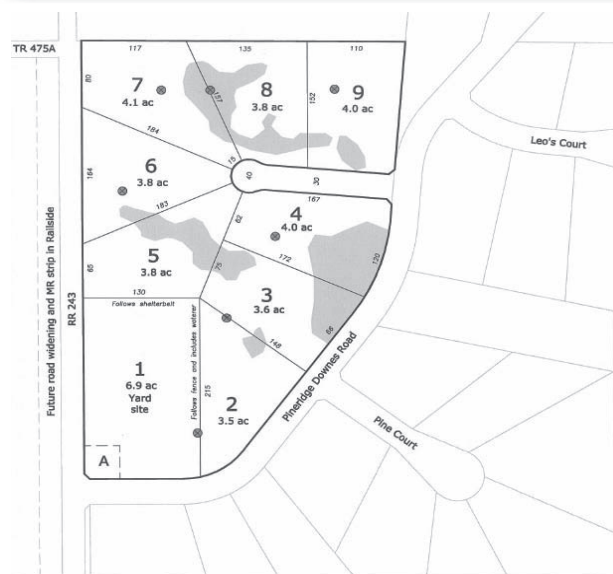 TR 475A
117
135
110
80
7
4.1 ac
157
8
3.8 ac
152
9
4.0 ac
Leo's Court
184
15
40
30
164
6
3.8 ac
167
183
62
4
4.0 ac
5
3.8 ac
65
75
172
120
3
3.6 ac
66
130
Follows shelterbelt
148
Future road widening and MR strip in Railside
RR 243
1
6.9 ac
Yard
site
Follows fence and includes waterer
215
2
3.5 ac
Pineridge Downes Road
Pine Court
A